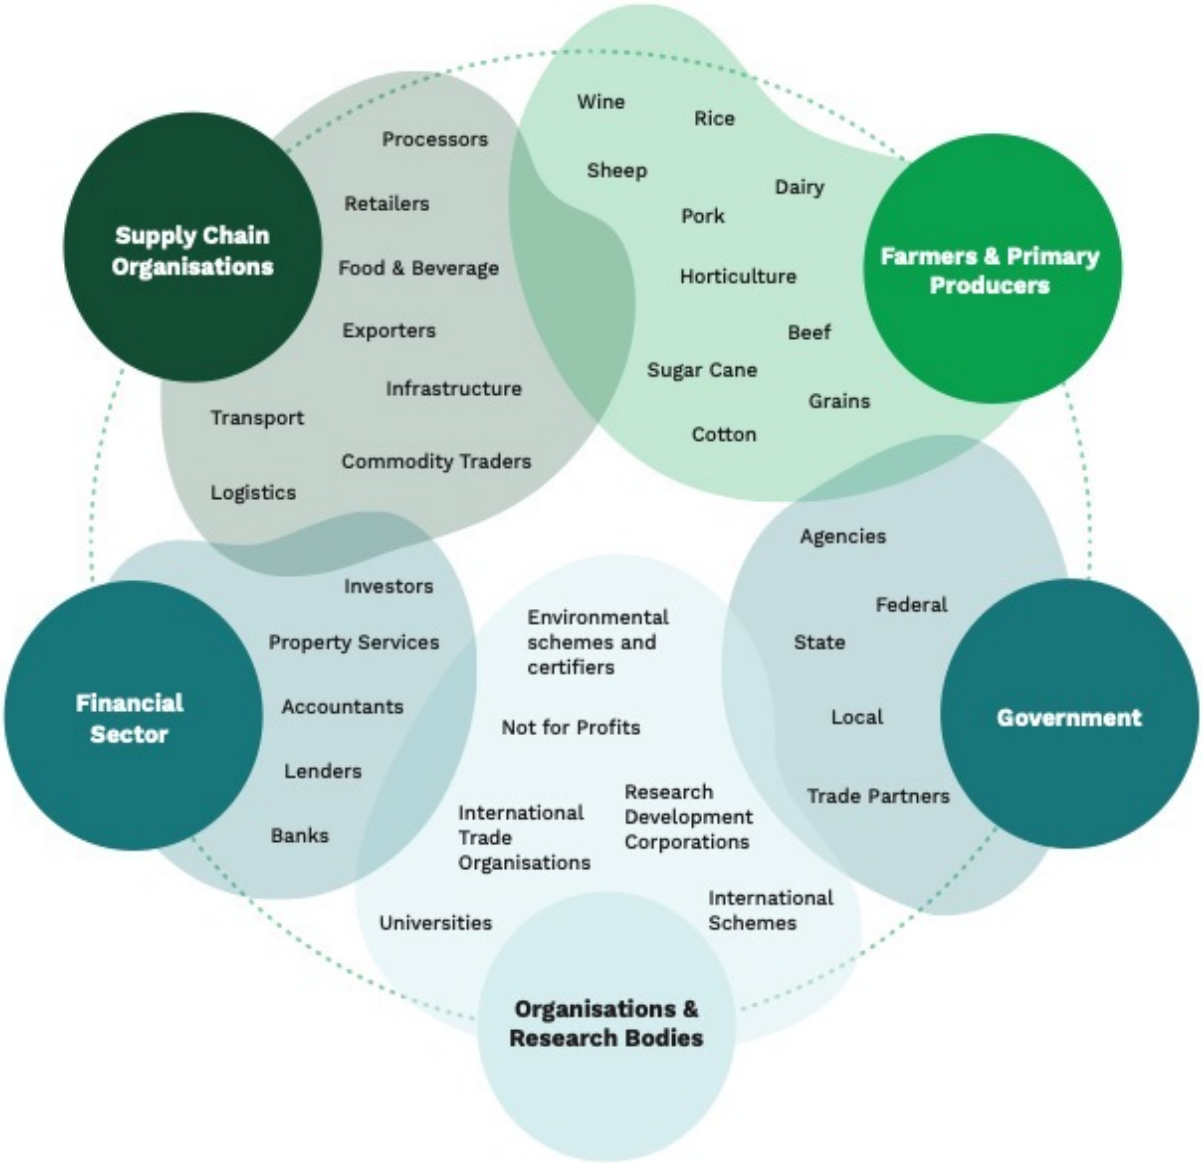 Supply Chain
Organisations
Processors
Retailers
Food & Beverage
Exporters
Infrastructure
Transport
Commodity Traders
Logistics
Farmers & Primary
Producers
Wine
Rice
Sheep
Dairy
Pork
Horticulture
Beef
Sugar Cane
Grains
Cotton
Financial
Sector
Investors
Property Services
Accountants
Lenders
Banks
Organisations &
Research Bodies
Environmental
schemes and
certifiers
Not for Profits
International
Trade
Organisations
Research
Development
Corporations
Universities
International
Schemes
Government
Agencies
Federal
State
Local
Trade Partners